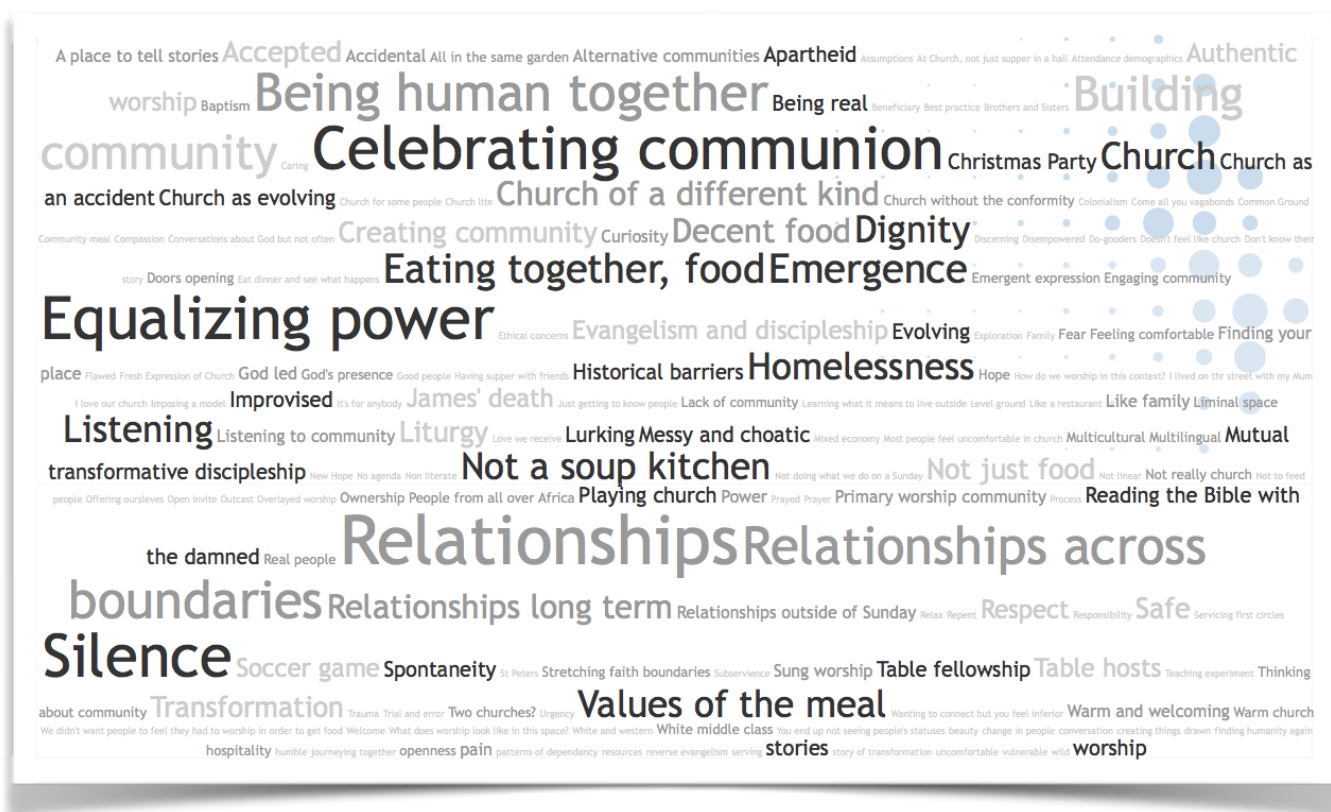 A place to tell stories Accepted Accidental All in the same garden Alternative communities Apartheid Assumptions At Church, not just supper in a hall Attendance demographics Authentic
worship Baptism Being human together Being real Beneficiary Best practice Brothers and Sisters Building
community Caring Celebrating communion Christmas Party Church Church as
an accident Church as evolving Church for some people Church lite Church of a different kind Church without the conformity Colonialism Come all you vagabonds Common Ground
Community meal Compassion Conversations about God but not often Creating community Curiosity Decent food Dignity Discerning Disempowered Do-gooders Doesn't feel like church Don't know their
story Doors opening Eat dinner and see what happens Eating together, food Emergence Emergent expression Engaging community
Equalizing power Ethical concerns Evangelism and discipleship Evolving Exploration Family Fear Feeling comfortable Finding your
place Flawed Fresh Expression of Church God led God's presence Good people Having supper with friends Historical barriers Homelessness Hope How do we worship in this context? I lived on thr street with my Mum
I love our church Imposing a model Improvised It's for anybody James' death Just getting to know people Lack of community Learning what it means to live outside Level ground Like a restaurant Like family Liminal space
Listening Listening to community Liturgy Love we receive Lurking Messy and choatic Mixed economy Most people feel uncomfortable in church Multicultural Multilingual Mutual
transformative discipleship New Hope No agenda Non literate Not a soup kitchen Not doing what we do on a Sunday Not just food Not linear Not really church Not to feed
people Offering oursleves Open invite Outcast Overlayed worship Ownership People from all over Africa Playing church Power Prayed Prayer Primary worship community Process Reading the Bible with
the damned Real people Relationships Relationships across
boundaries Relationships long term Relationships outside of Sunday Relax Repent Respect Responsibility Safe Servicing first circles
Silence Soccer game Spontaneity St Peters Stretching faith boundaries Subservience Sung worship Table fellowship Table hosts Teaching experiment Thinking
about community Transformation Trauma Trial and error Two churches? Urgency Values of the meal Wanting to connect but you feel inferior Warm and welcoming Warm church
We didn't want people to feel they had to worship in order to get food Welcome What does worship look like in this space? White and western White middle class You end up not seeing people's statuses beauty change in people conversation creating things drawn finding humanity again
hospitality humble journeying together openness pain patterns of dependancy resources reverse evangelism serving stories story of transformation uncomfortable vulnerable wild worship